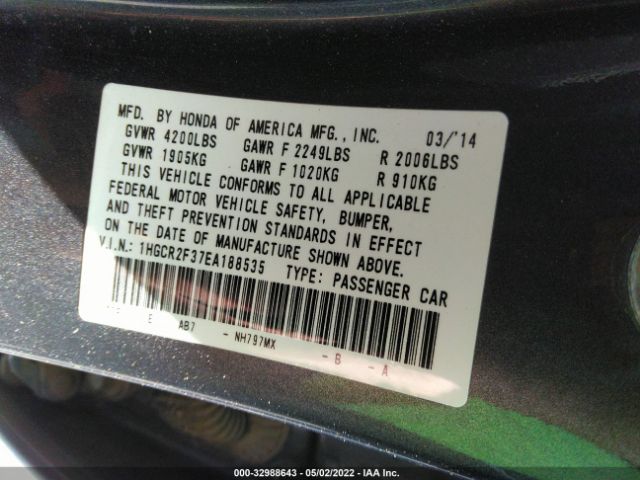 MFD. BY HONDA OF AMERICA MFG., INC. 03/'14
GVWR 4200LBS GAWR F 2249LBS R 2006LBS
GVWR 1905KG GAWR F 1020KG R 910KG
THIS VEHICLE CONFORMS TO ALL APPLICABLE
FEDERAL MOTOR VEHICLE SAFETY, BUMPER,
AND THEFT PREVENTION STANDARDS IN EFFECT
ON THE DATE OF MANUFACTURE SHOWN ABOVE.
V.I.N.: 1HGCR2F37EA188535 TYPE: PASSENGER CAR
E AB7 - NH797MX - B - A
000-32988643 - 05/02/2022 - IAA Inc.